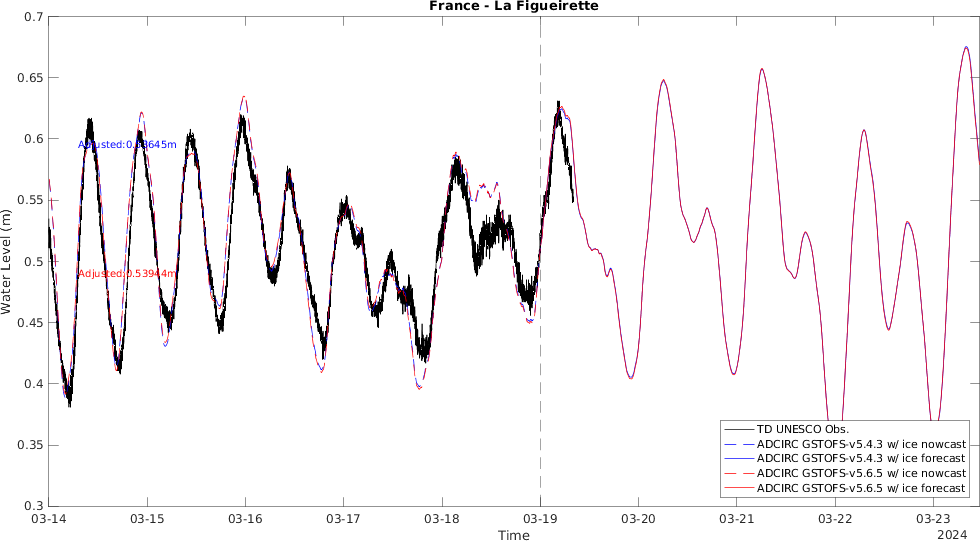 France - La Figueirette
0.7
0.65
0.6
0.55
0.5
0.45
0.4
0.35
0.3
Water Level (m)
Adjusted:0.53944m
TD UNESCO Obs.
ADCIRC GSTOFS-v5.4.3 w/ ice nowcast
ADCIRC GSTOFS-v5.4.3 w/ ice forecast
ADCIRC GSTOFS-v5.6.5 w/ ice nowcast
ADCIRC GSTOFS-v5.6.5 w/ ice forecast
03-14 03-15 03-16 03-17 03-18 03-19 03-20 03-21 03-22 03-23
Time
2024